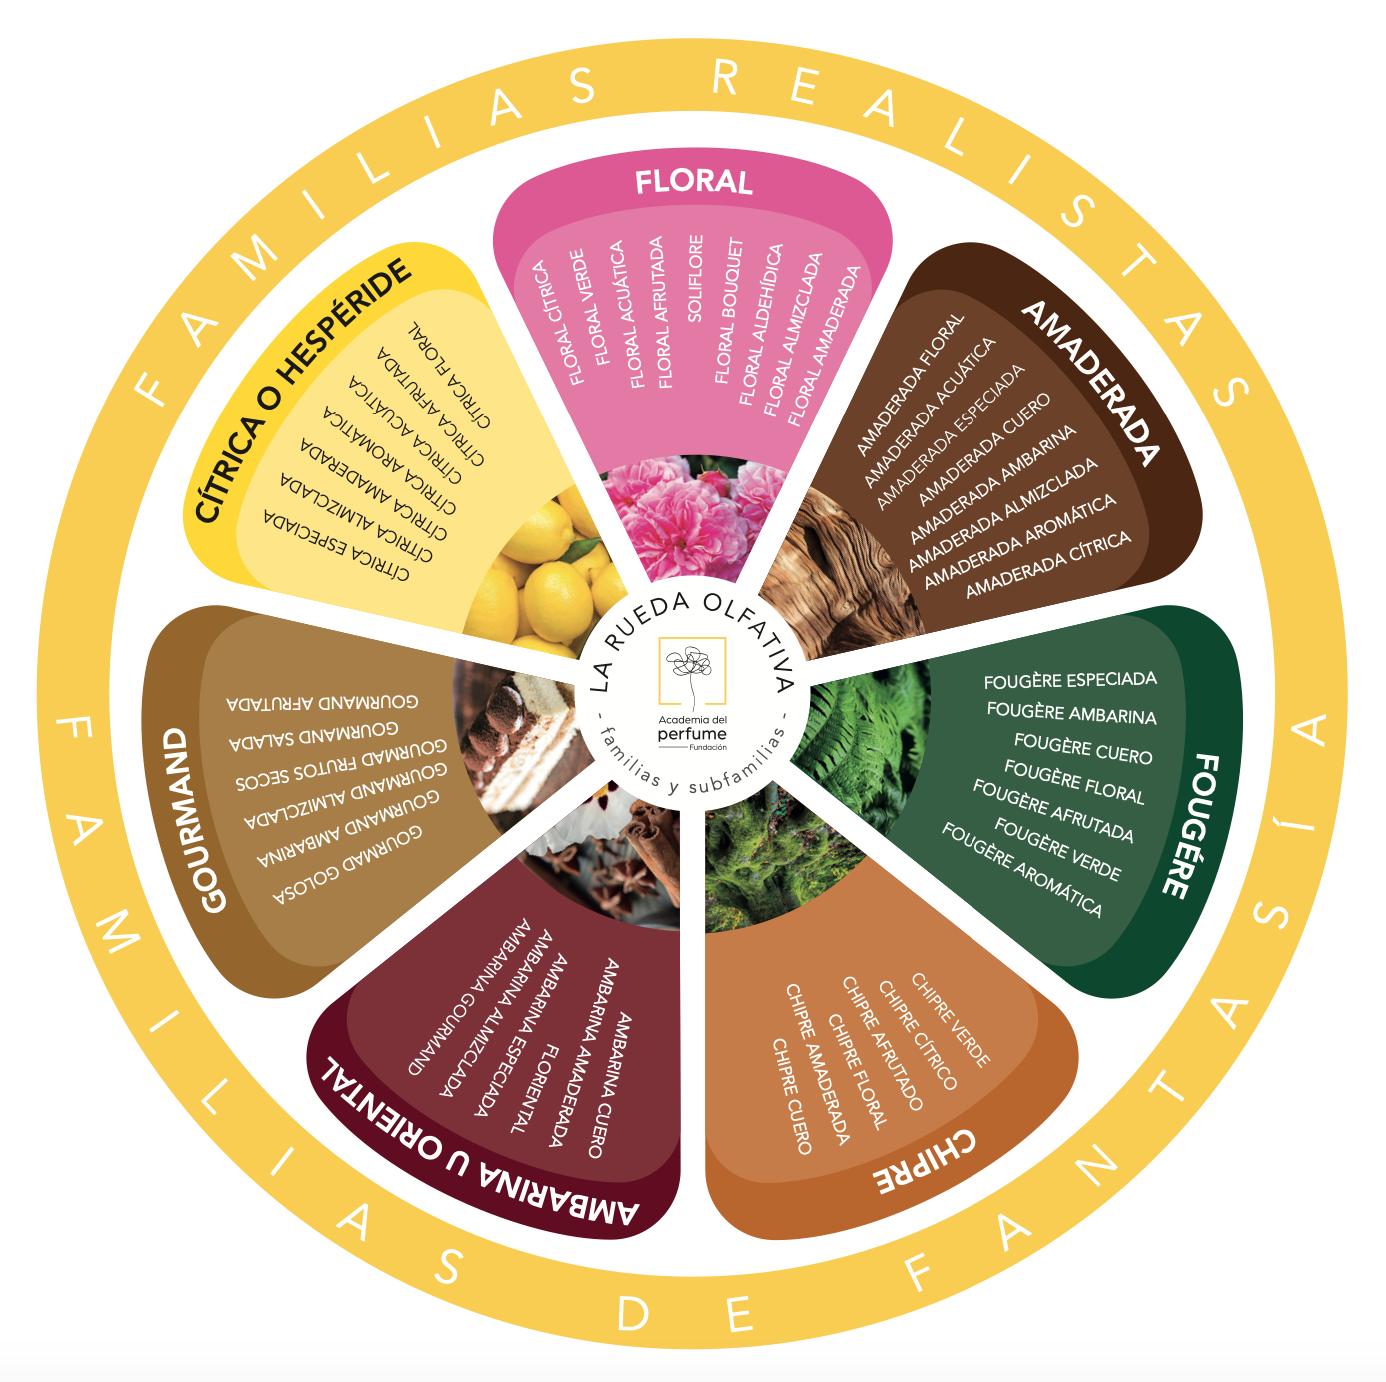 FAMILIAS REALISTAS
FLORAL
FLORAL CÍTRICA
FLORAL VERDE
FLORAL ACUÁTICA
FLORAL AFRUTADA
SOLIFLORE
FLORAL BOUQUET
FLORAL ALDEHÍDICA
FLORAL ALMIZCLADA
FLORAL AMADERADA
AMADERADA
AMADERADA FLORAL
AMADERADA ACUÁTICA
AMADERADA ESPECIADA
AMADERADA CUERO
AMADERADA AMBARINA
AMADERADA ALMIZCLADA
AMADERADA AROMÁTICA
AMADERADA CÍTRICA
FOUGÉRE
FOUGÈRE ESPECIADA
FOUGÈRE AMBARINA
FOUGÈRE CUERO
FOUGÈRE FLORAL
FOUGÈRE AFRUTADA
FOUGÈRE VERDE
FOUGÈRE AROMÁTICA
CHIPRE
CHIPRE VERDE
CHIPRE CÍTRICO
CHIPRE AFRUTADO
CHIPRE FLORAL
CHIPRE AMADERADA
CHIPRE CUERO
AMBARINA U ORIENTAL
AMBARINA CUERO
AMBARINA AMADERADA
FLORIENTAL
AMBARINA ESPECIADA
AMBARINA ALMIZCLADA
AMBARINA GOURMAND
GOURMAND
GOURMAD GOLOSA
GOURMAND AMBARINA
GOURMAND ALMIZCLADA
GOURMAD FRUTOS SECOS
GOURMAND SALADA
GOURMAND AFRUTADA
CÍTRICA O HESPÉRIDE
CÍTRICA ESPECIADA
CÍTRICA ALMIZCLADA
CÍTRICA AMADERADA
CÍTRICA AROMÁTICA
CÍTRICA ACUÁTICA
CÍTRICA AFRUTADA
CÍTRICA FLORAL
LA RUEDA OLFATIVA
Academia del
perfume
Fundación
- familias y subfamilias -
FAMILIAS DE FANTASÍA